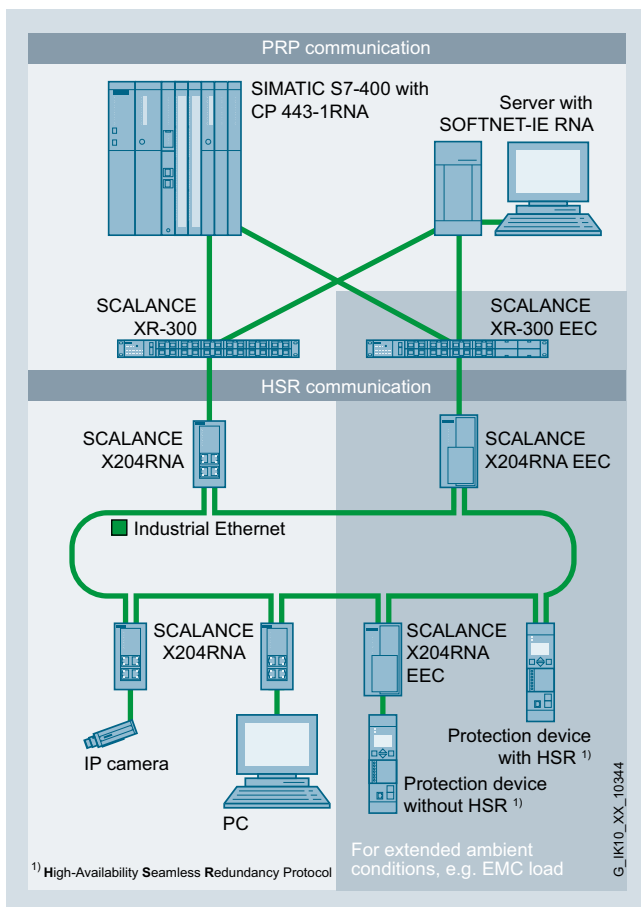 PRP communication
SIMATIC S7-400 with
CP 443-1RNA
Server with
SOFTNET-IE RNA
SCALANCE
XR-300
SCALANCE
XR-300 EEC
HSR communication
SCALANCE
X204RNA
SCALANCE
X204RNA EEC
Industrial Ethernet
SCALANCE
X204RNA
SCALANCE
X204RNA
EEC
IP camera
PC
Protection device
with HSR 1)
Protection device
without HSR 1)
1) High-Availability Seamless Redundancy Protocol
For extended ambient
conditions, e.g. EMC load
G_IK10_XX_10344